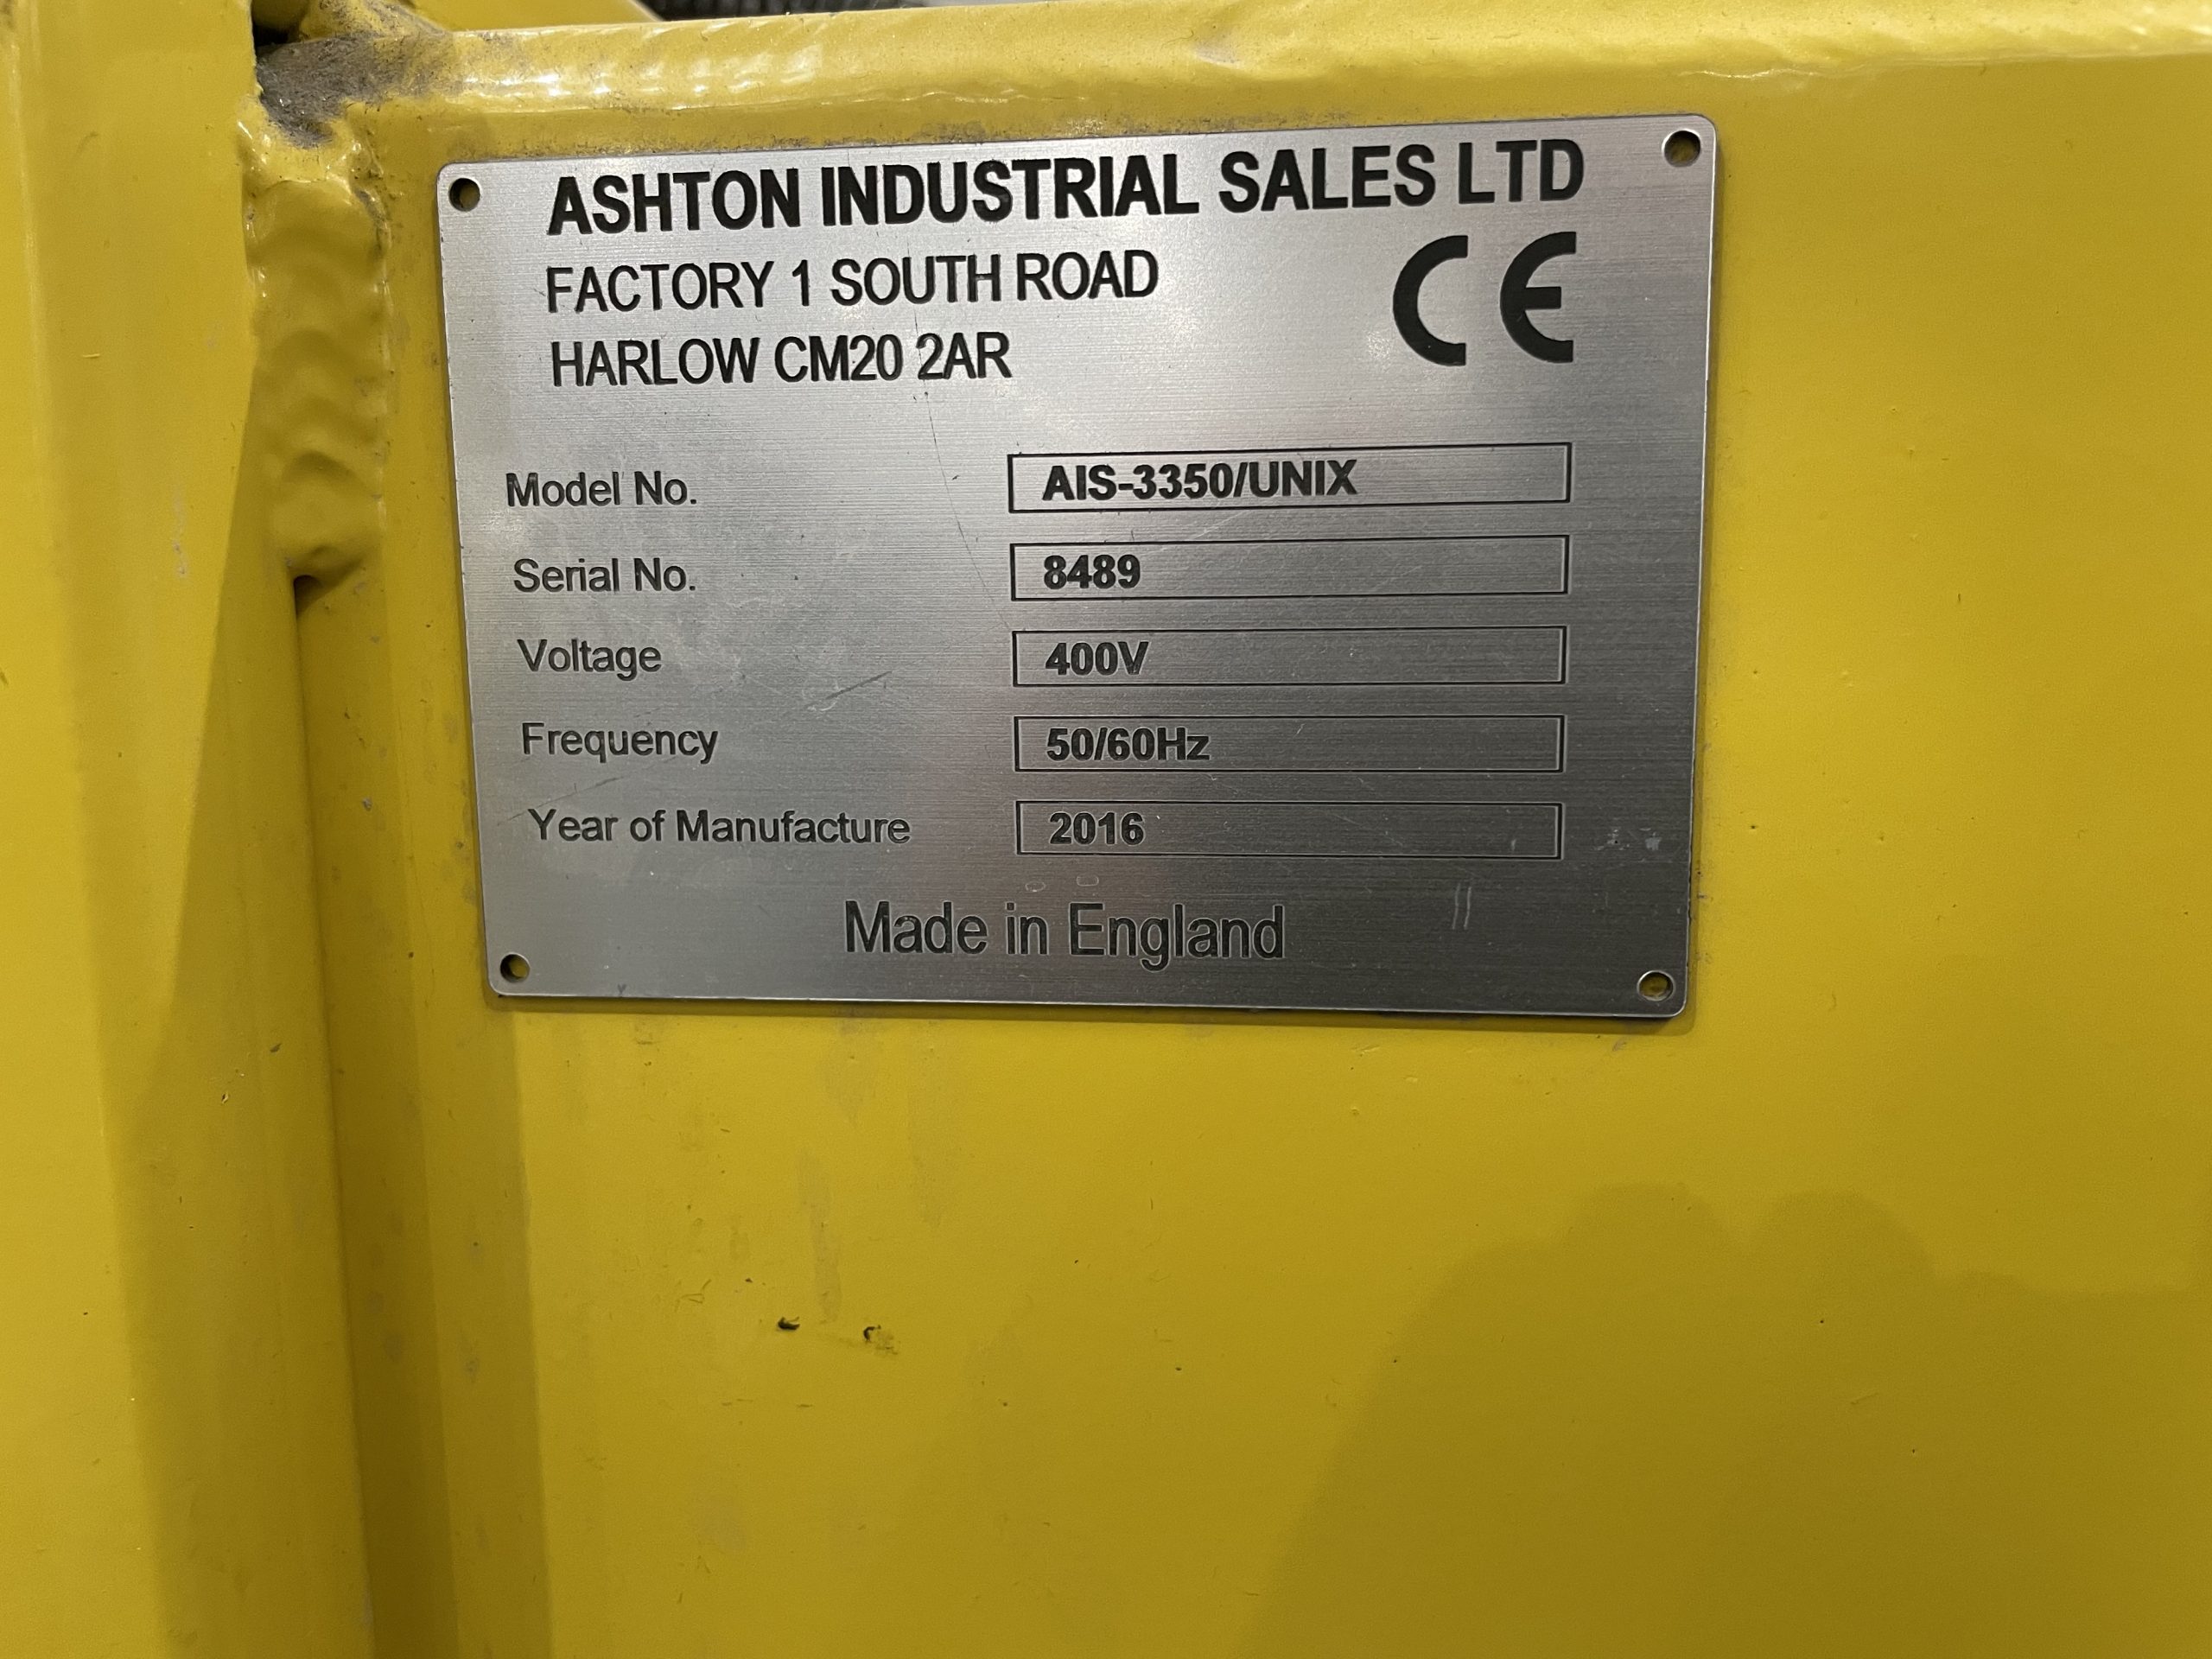 ASHTON INDUSTRIAL SALES LTD
FACTORY 1 SOUTH ROAD
HARLOW CM20 2AR
CE
Model No. AIS-3350/UNIX
Serial No. 8489
Voltage 400V
Frequency 50/60Hz
Year of Manufacture 2016
Made in England